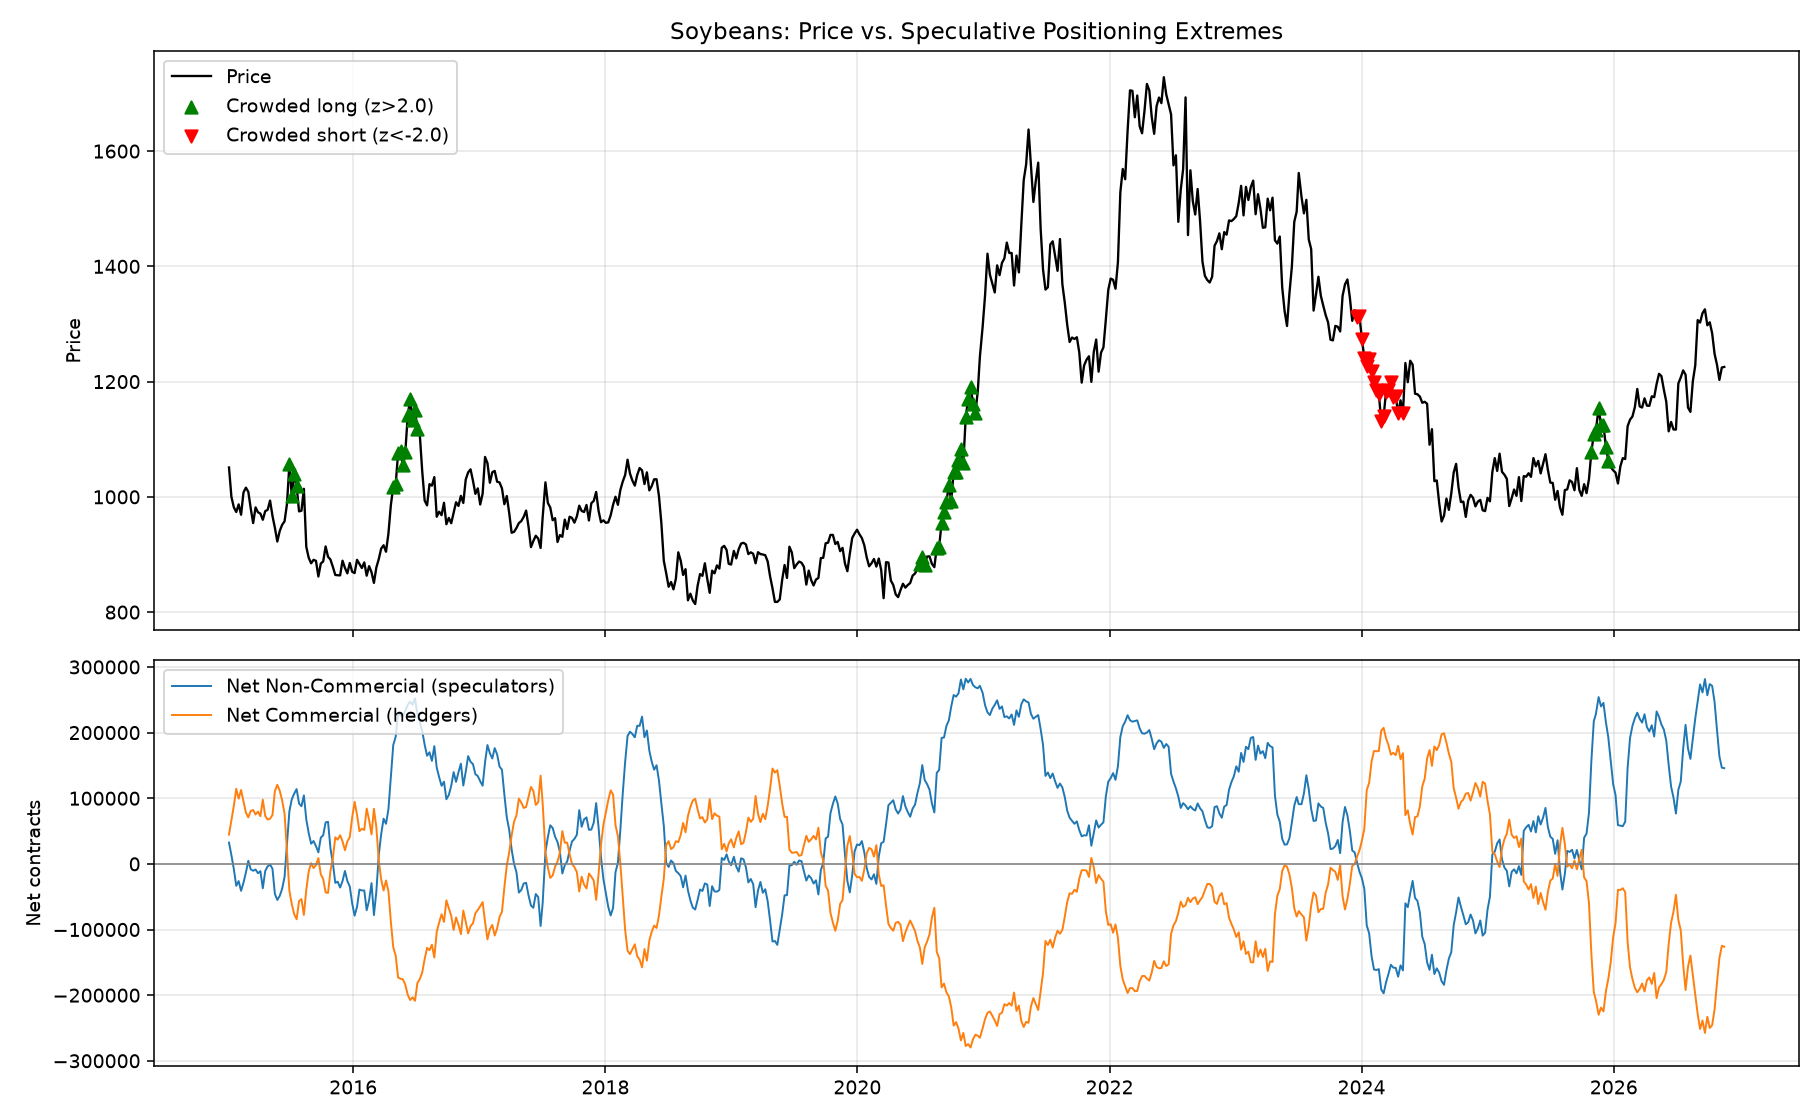 Soybeans: Price vs. Speculative Positioning Extremes
Price
Crowded long (z>2.0)
Crowded short (z<-2.0)
Price
1600
1400
1200
1000
800
Net Non-Commercial (speculators)
Net Commercial (hedgers)
Net contracts
300000
200000
100000
0
−100000
−200000
−300000
2016
2018
2020
2022
2024
2026